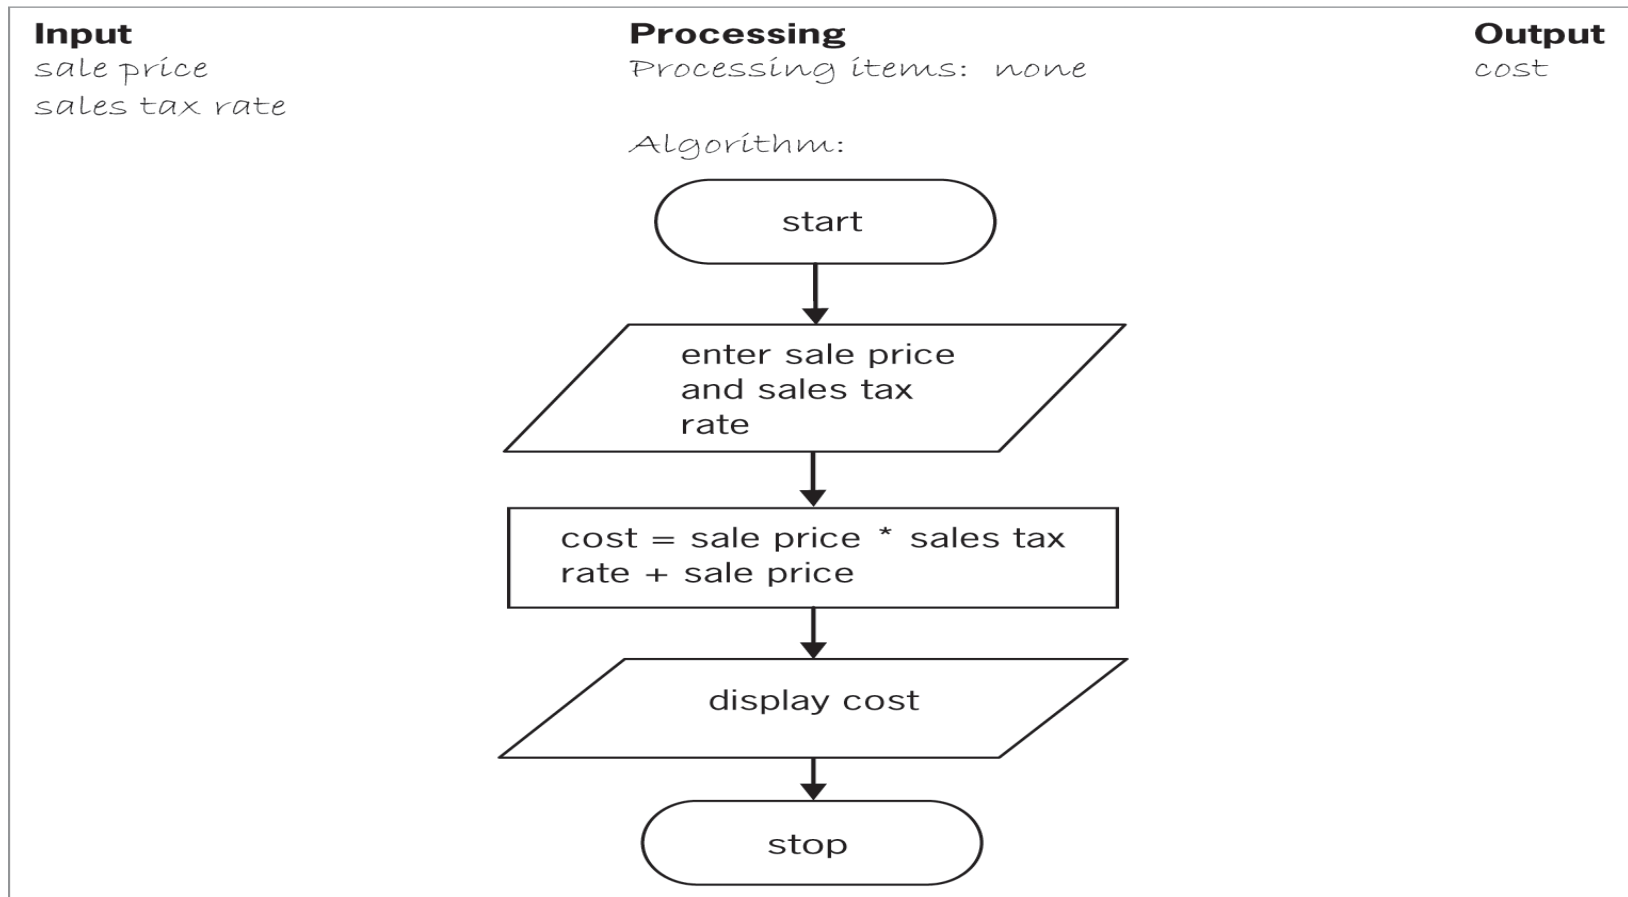 Input
sale price
sales tax rate
Processing
Processing items: none
Algorithm:
start
enter sale price
and sales tax
rate
cost = sale price * sales tax
rate + sale price
display cost
stop
Output
cost